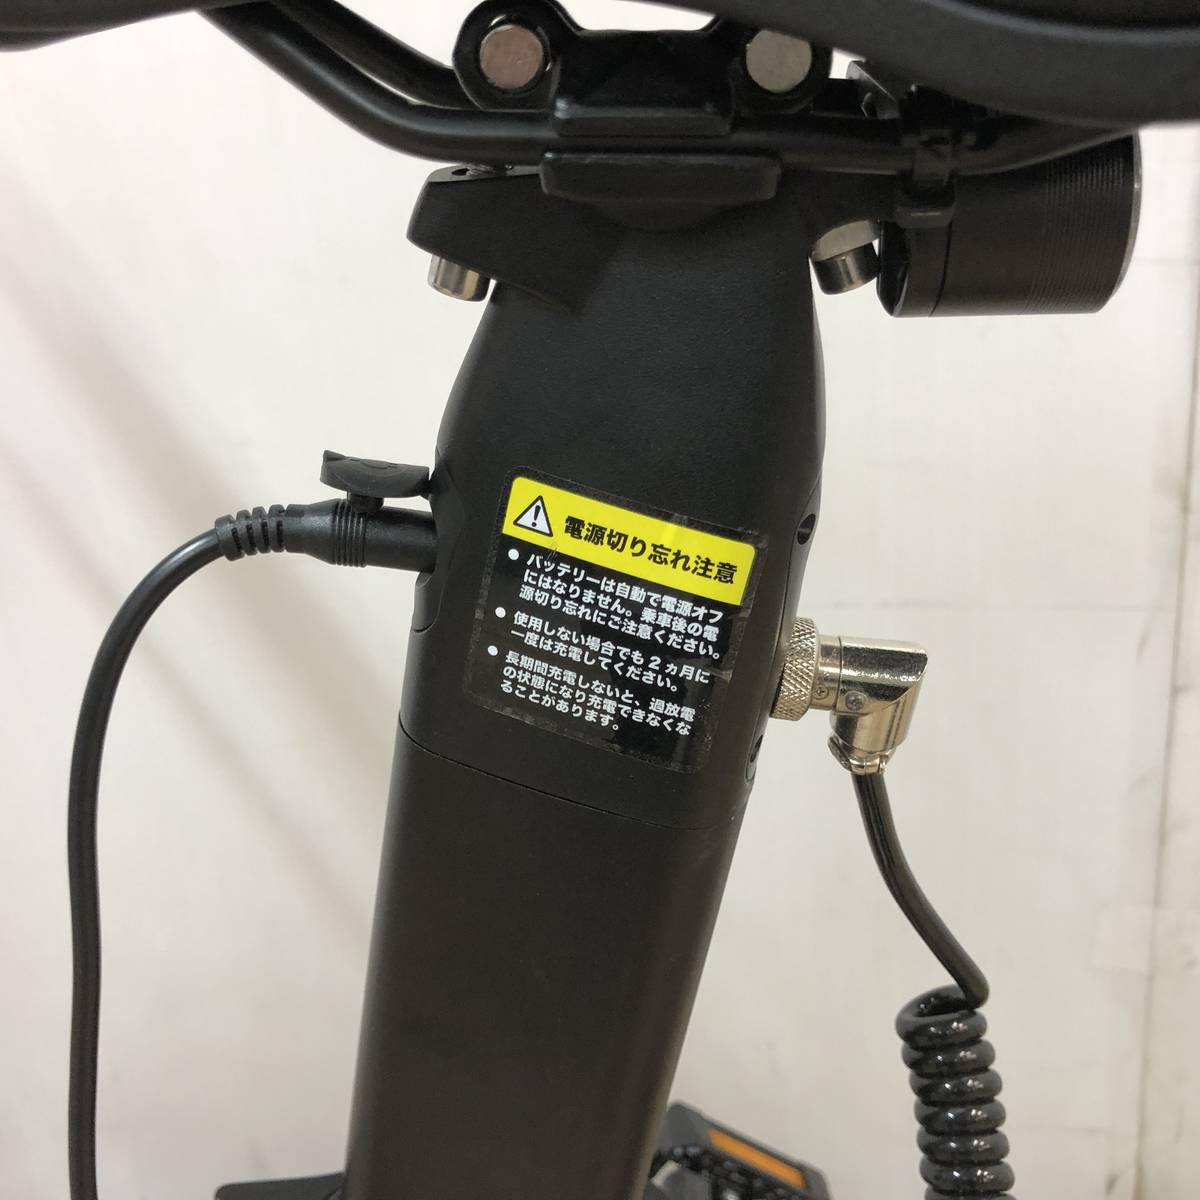 電源切り忘れ注意
● バッテリーは自動で電源オフ
にはなりません。乗車後の電
源切り忘れにご注意ください。
● 使用しない場合でも2ヵ月に
一度は充電してください。
● 長期間充電しないと、過放電
の状態になり充電できなくな
ることがあります。